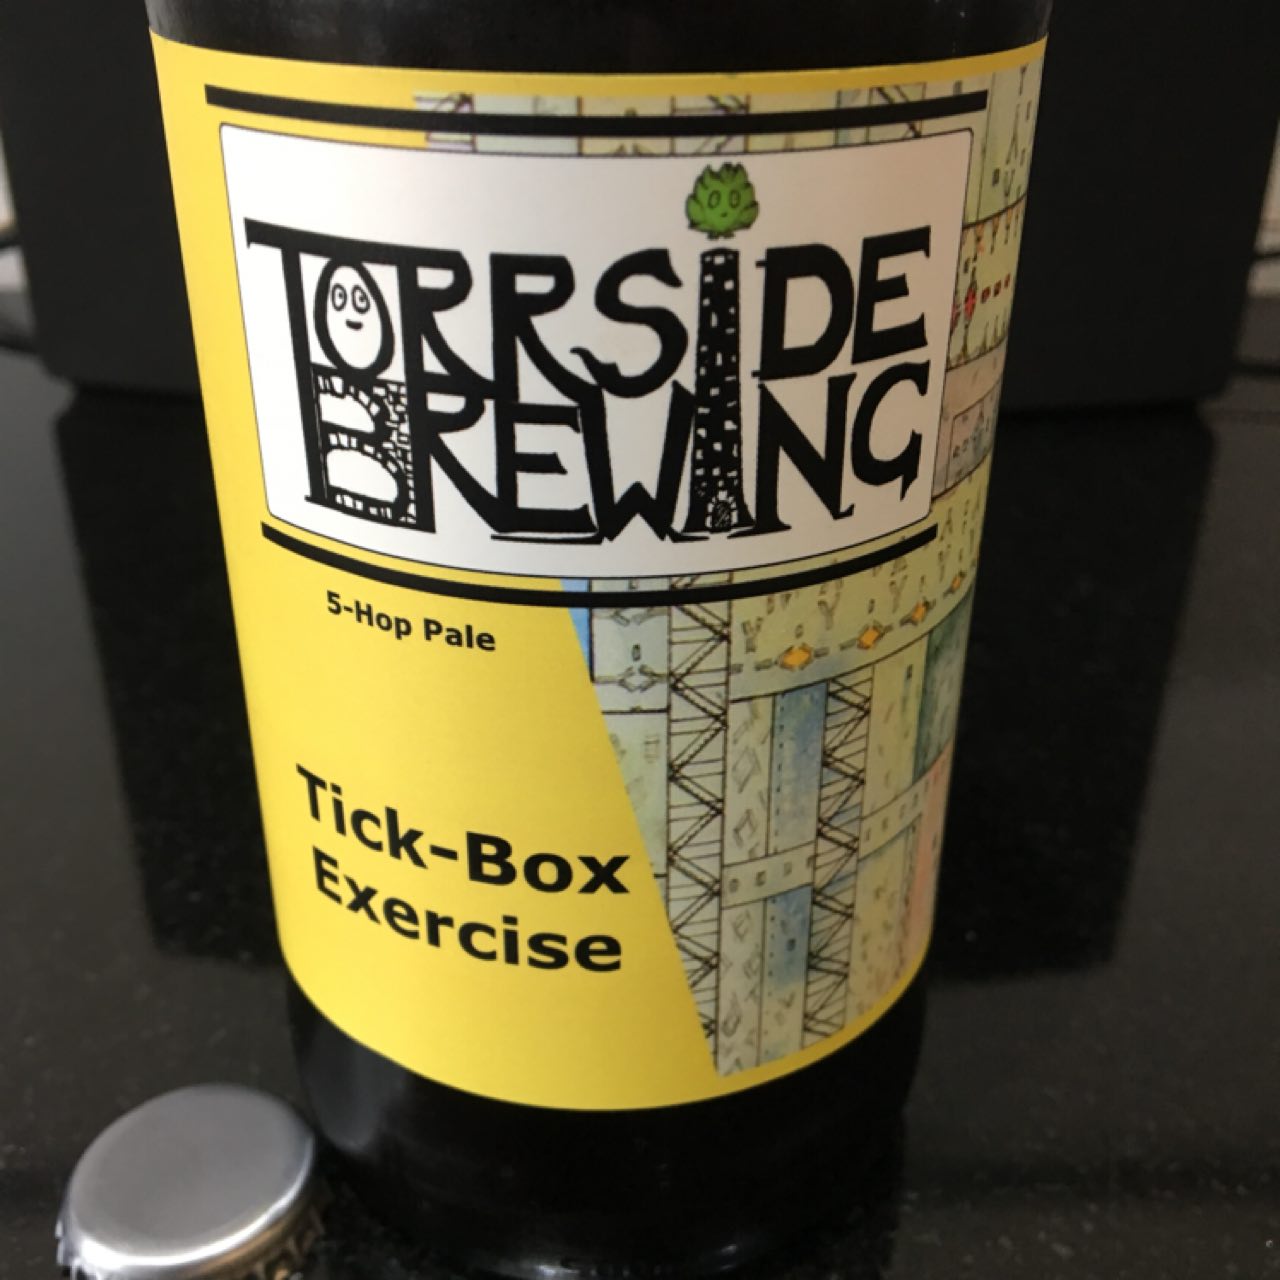 TORRSIDE
BREWING
5-Hop Pale
Tick-Box
Exercise